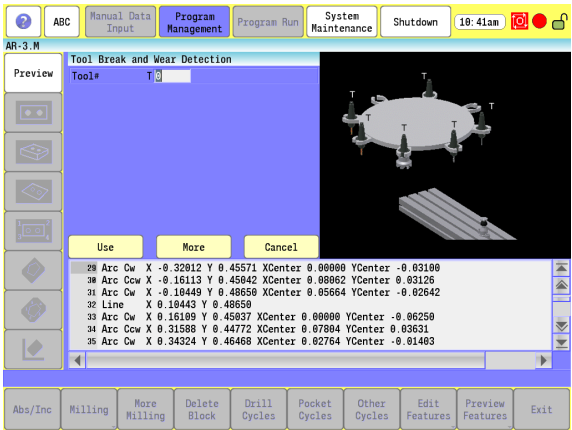 ? ABC Manual Data Input Program Management Program Run System Maintenance Shutdown 10:41am
AR-3.M
Preview
Tool Break and Wear Detection
Tool# T 0
T
T
T
T
T
Use More Cancel
29 Arc Cw X -0.32012 Y 0.45571 XCenter 0.00000 YCenter -0.03100
30 Arc Ccw X -0.16113 Y 0.45042 XCenter 0.08062 YCenter 0.03126
31 Arc Cw X -0.10449 Y 0.48650 XCenter 0.05664 YCenter -0.02642
32 Line X 0.10443 Y 0.48650
33 Arc Cw X 0.16109 Y 0.45037 XCenter 0.00000 YCenter -0.06250
34 Arc Ccw X 0.31588 Y 0.44772 XCenter 0.07804 YCenter 0.03631
35 Arc Cw X 0.34324 Y 0.46468 XCenter 0.02764 YCenter -0.01403
Abs/Inc Milling More Milling Delete Block Drill Cycles Pocket Cycles Other Cycles Edit Features Preview Features Exit